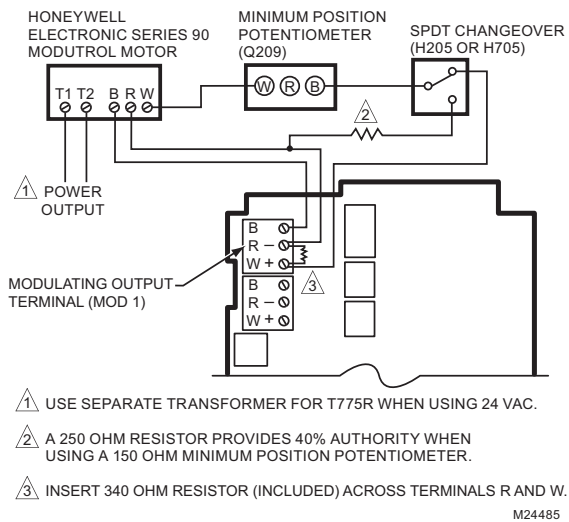 HONEYWELL
ELECTRONIC SERIES 90
MODUTROL MOTOR
MINIMUM POSITION
POTENTIOMETER
(Q209)
SPDT CHANGEOVER
(H205 OR H705)
T1 T2 B R W
W R B
2
1 POWER
OUTPUT
B
R –
W +
3
MODULATING OUTPUT
TERMINAL (MOD 1)
B
R –
W +
1 USE SEPARATE TRANSFORMER FOR T775R WHEN USING 24 VAC.
2 A 250 OHM RESISTOR PROVIDES 40% AUTHORITY WHEN
USING A 150 OHM MINIMUM POSITION POTENTIOMETER.
3 INSERT 340 OHM RESISTOR (INCLUDED) ACROSS TERMINALS R AND W.
M24485